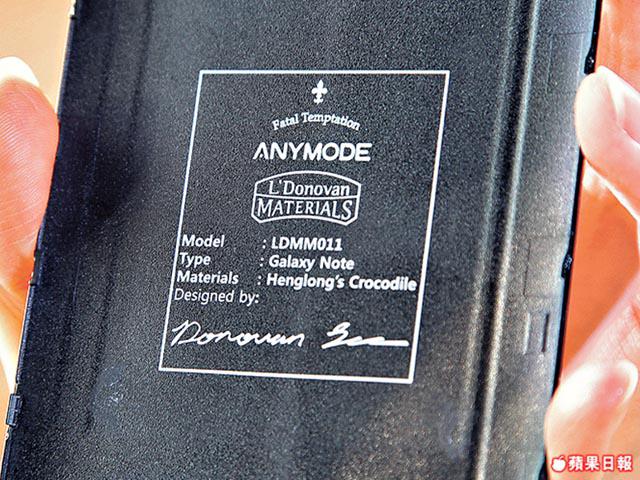 Fatal Temptation
ANYMODE
L'Donovan
MATERIALS
Model : LDMM011
Type : Galaxy Note
Materials : Henglong's Crocodile
Designed by:
Donovan
蘋果日報